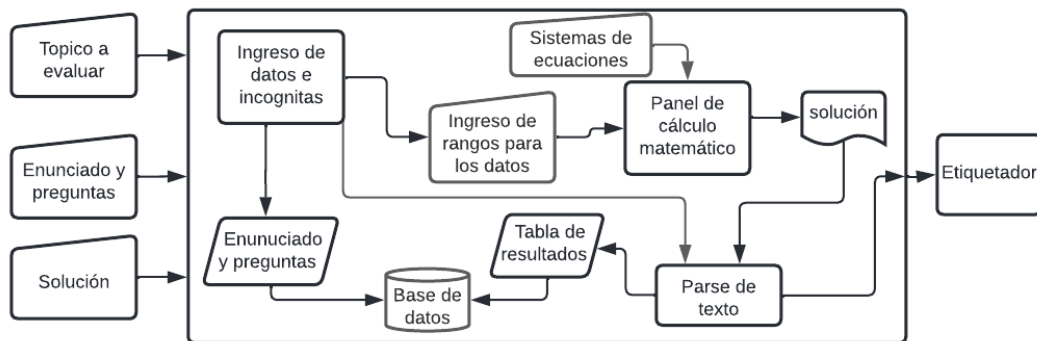 Topico a
evaluar
Enunciado y
preguntas
Solución
Ingreso de
datos e
incognitas
Sistemas de
ecuaciones
Ingreso de
rangos para
los datos
Panel de
cálculo
matemático
solución
Enunuciado
y preguntas
Tabla de
resultados
Base de
datos
Parse de
texto
Etiquetador